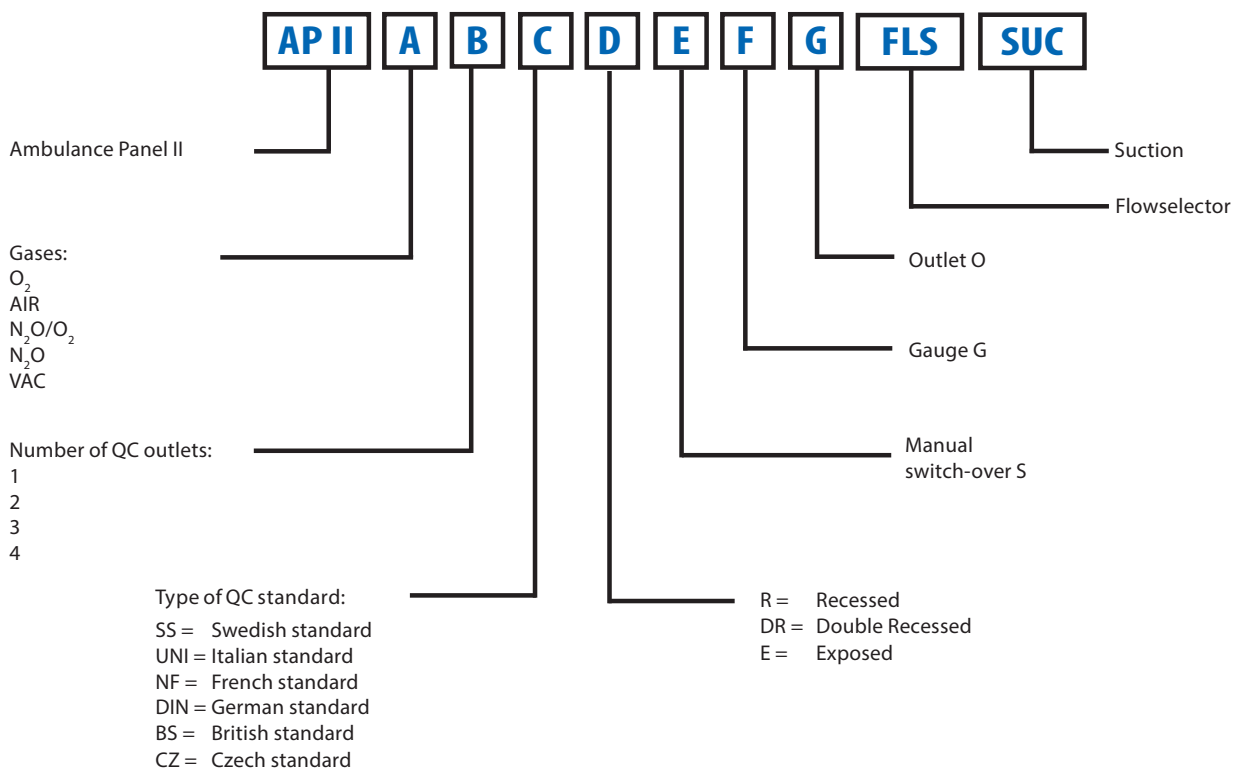 AP II A B C D E F G FLS SUC
Ambulance Panel II
Suction
Flowselector
Gases:
O₂
AIR
N₂O/O₂
N₂O
VAC
Outlet O
Gauge G
Number of QC outlets:
1
2
3
4
Manual
switch-over S
Type of QC standard:
SS = Swedish standard
UNI = Italian standard
NF = French standard
DIN = German standard
BS = British standard
CZ = Czech standard
R = Recessed
DR = Double Recessed
E = Exposed